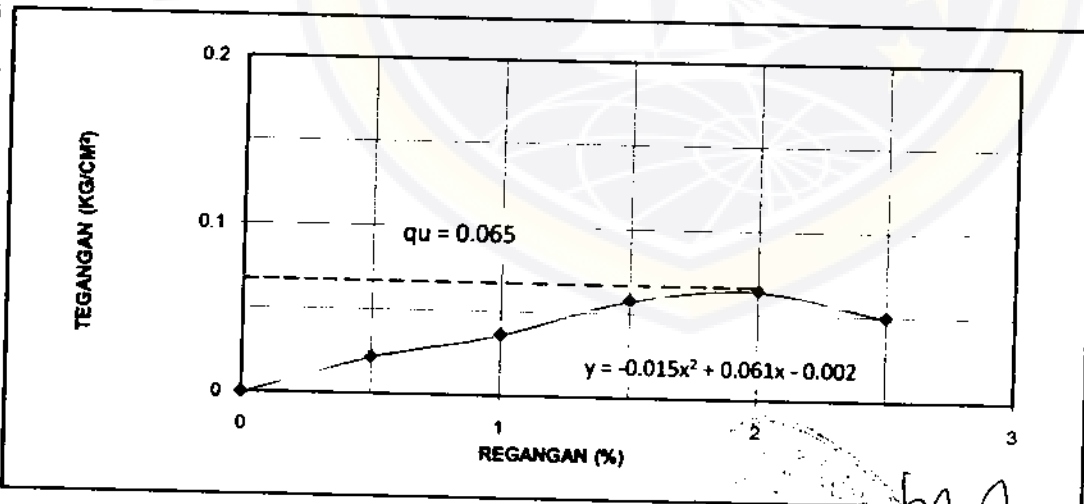 0.2
TEGANGAN (KG/CM²)
0.1
qu = 0.065
y = -0.015x² + 0.061x - 0.002
0
0
1
2
3
REGANGAN (%)